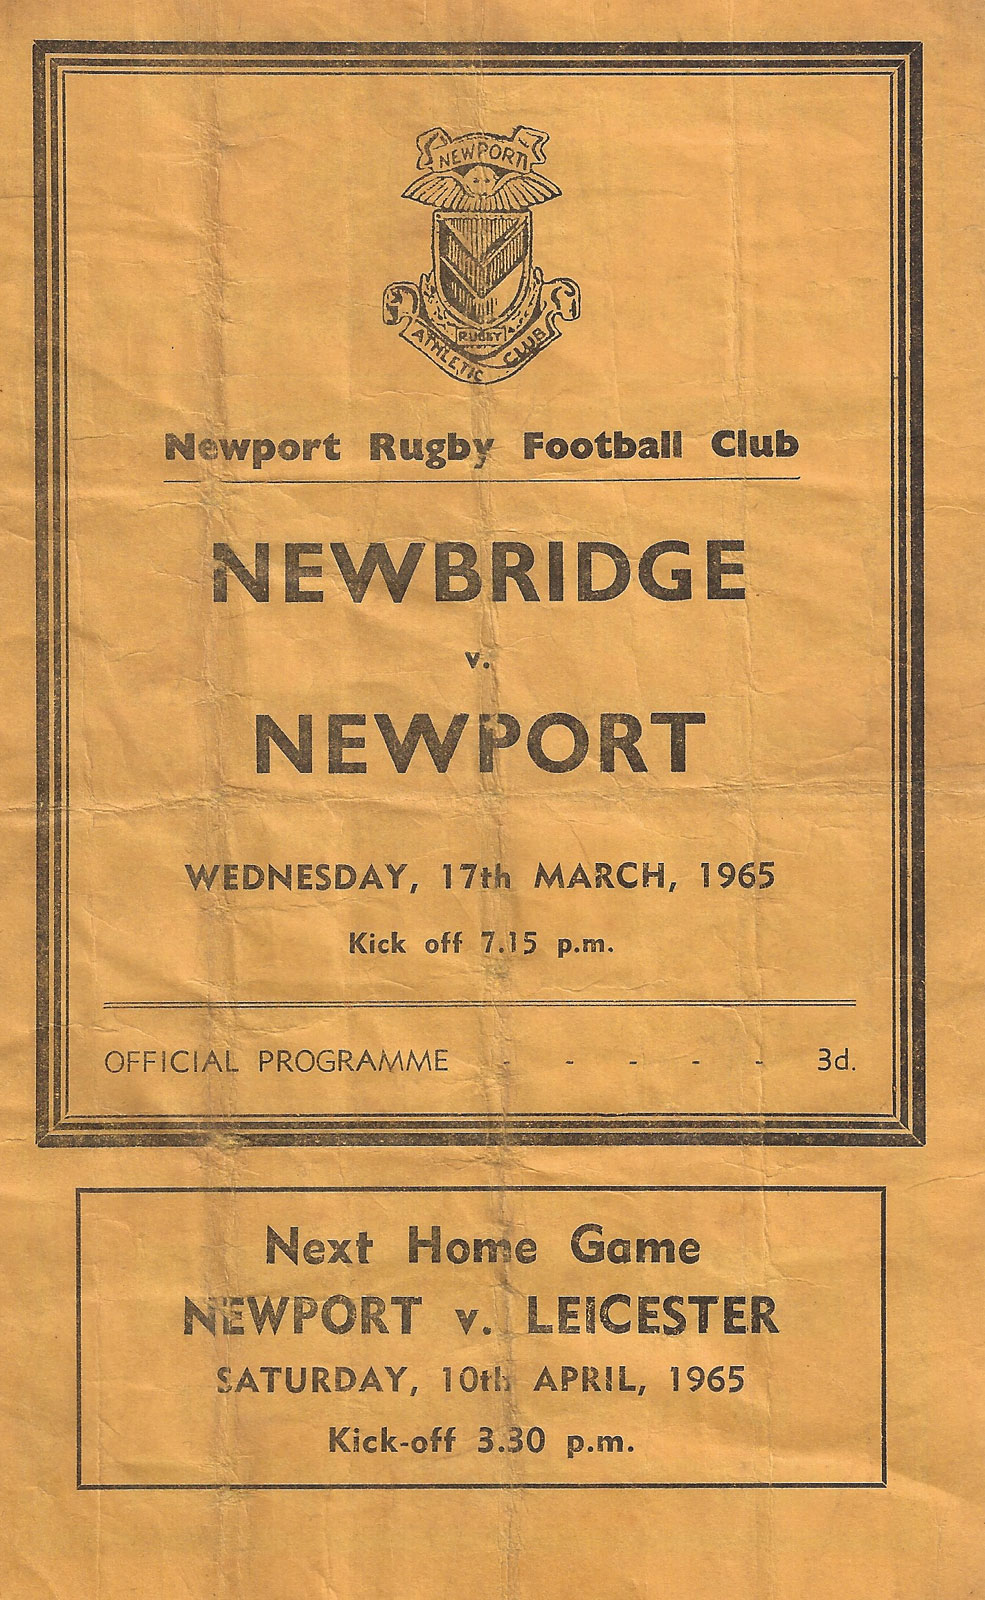 NEWPORT
RUGBY
ATHLETIC CLUB
Newport Rugby Football Club
NEWBRIDGE
v.
NEWPORT
WEDNESDAY, 17th MARCH, 1965
Kick off 7.15 p.m.
OFFICIAL PROGRAMME - - - - - 3d.
Next Home Game
NEWPORT v. LEICESTER
SATURDAY, 10th APRIL, 1965
Kick-off 3.30 p.m.